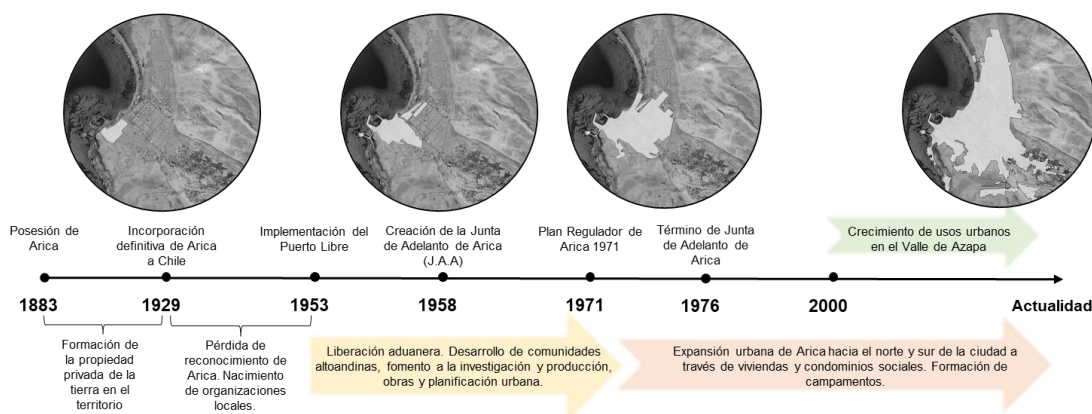 Posesión de
Arica
Incorporación
definitiva de Arica
a Chile
Implementación del
Puerto Libre
Creación de la Junta
de Adelanto de Arica
(J.A.A)
Plan Regulador de
Arica 1971
Término de Junta
de Adelanto de
Arica
Crecimiento de usos urbanos
en el Valle de Azapa
1883
1929
1953
1958
1971
1976
2000
Actualidad
Formación de
la propiedad
privada de la
tierra en el
territorio
Pérdida de
reconocimiento de
Arica. Nacimiento
de organizaciones
locales.
Liberación aduanera. Desarrollo de comunidades
altoandinas, fomento a la investigación y producción,
obras y planificación urbana.
Expansión urbana de Arica hacia el norte y sur de la ciudad a
través de viviendas y condominios sociales. Formación de
campamentos.